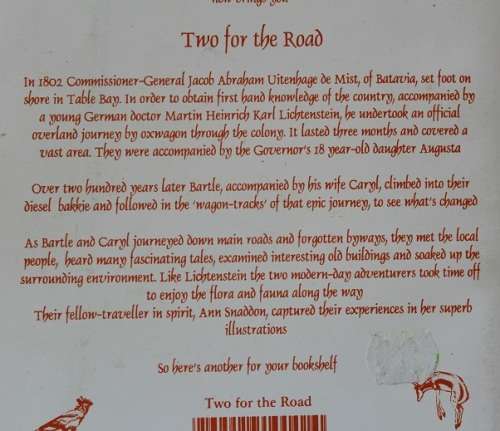 now brings you
Two for the Road
In 1802 Commissioner-General Jacob Abraham Uitenhage de Mist, of Batavia, set foot on
shore in Table Bay. In order to obtain first hand knowledge of the country, accompanied by
a young German doctor Martin Heinrich Karl Lichtenstein, he undertook an official
overland journey by oxwagon through the colony. It lasted three months and covered a
vast area. They were accompanied by the Governor's 18 year-old daughter Augusta
Over two hundred years later Bartle, accompanied by his wife Caryl, climbed into their
diesel bakkie and followed in the 'wagon-tracks' of that epic journey, to see what's changed
As Bartle and Caryl journeyed down main roads and forgotten byways, they met the local
people, heard many fascinating tales, examined interesting old buildings and soaked up the
surrounding environment. Like Lichtenstein the two modern-day adventurers took time off
to enjoy the flora and fauna along the way
Their fellow-traveller in spirit, Ann Snaddon, captured their experiences in her superb
illustrations
So here's another for your bookshelf
Two for the Road